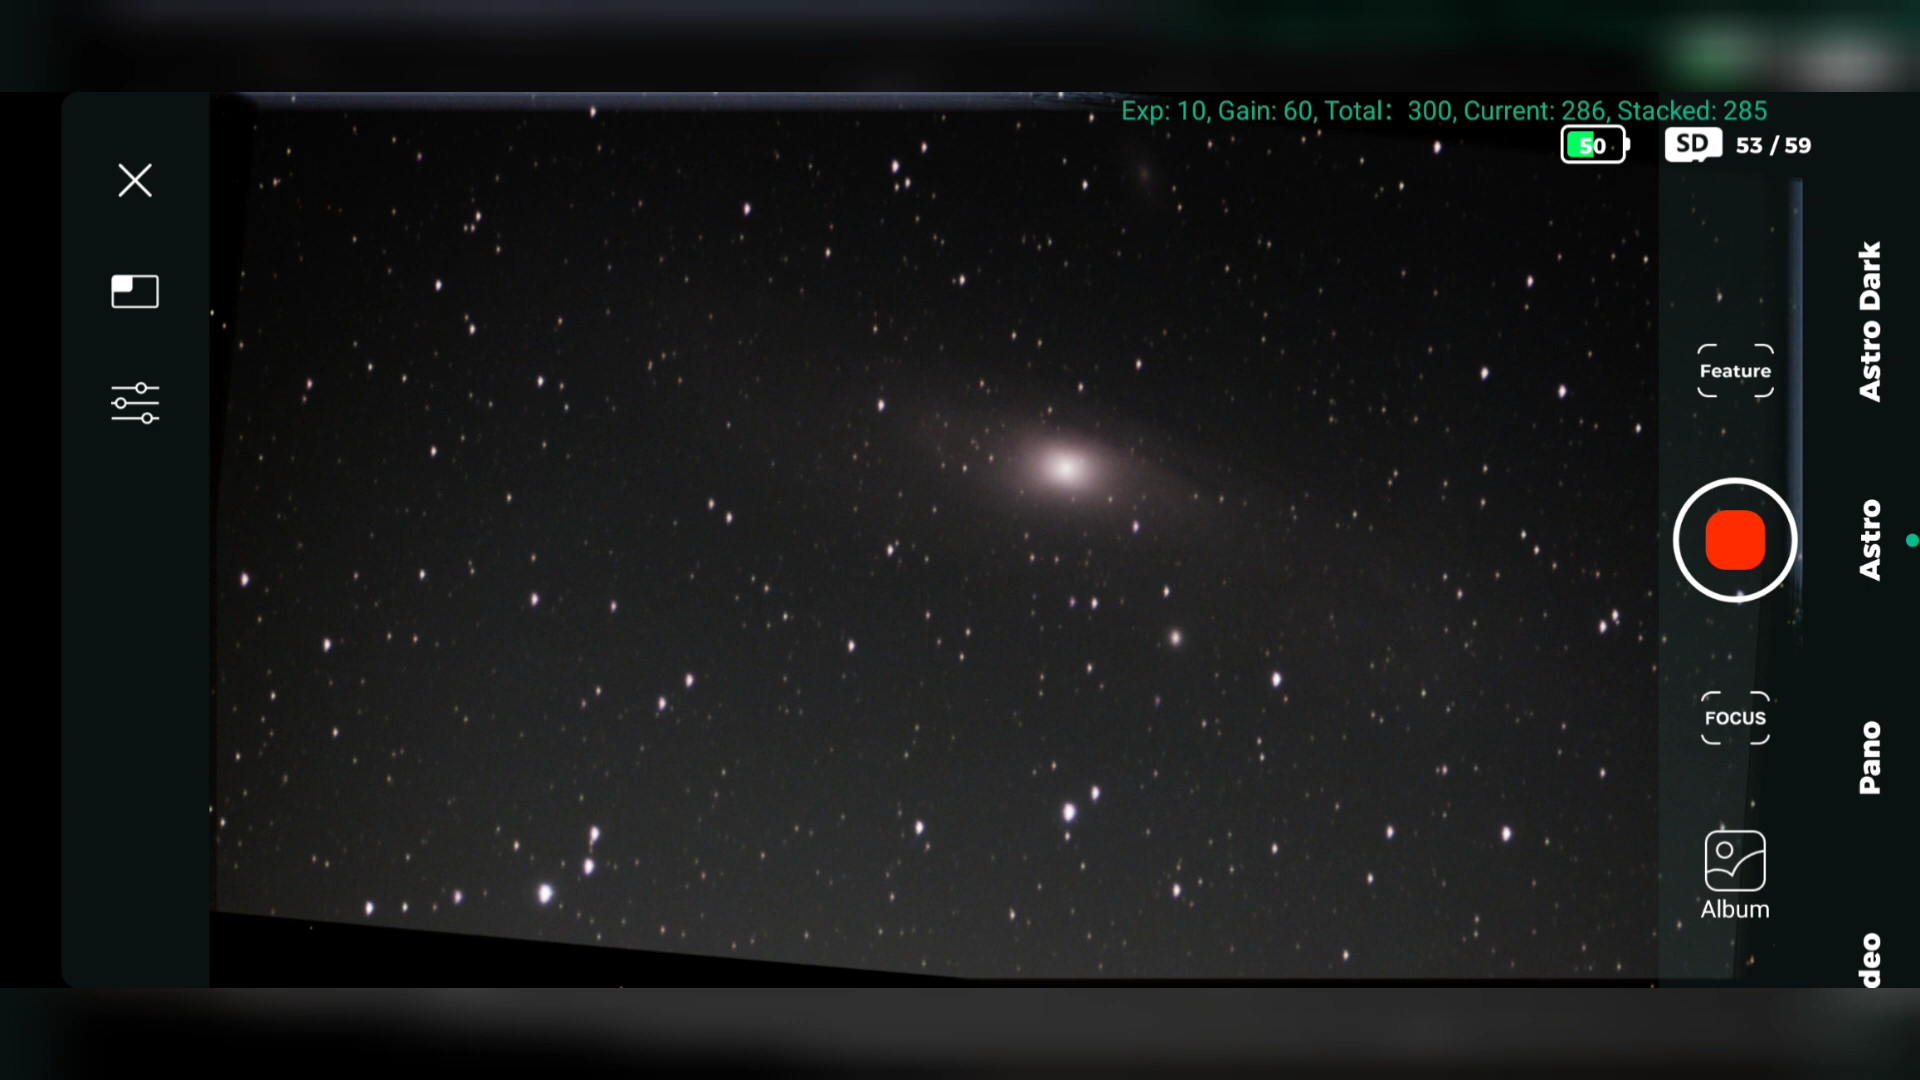 Exp: 10, Gain: 60, Total: 300, Current: 286, Stacked: 285
50
SD
53 / 59
Astro Dark
Feature
Astro
FOCUS
Pano
Album
deo